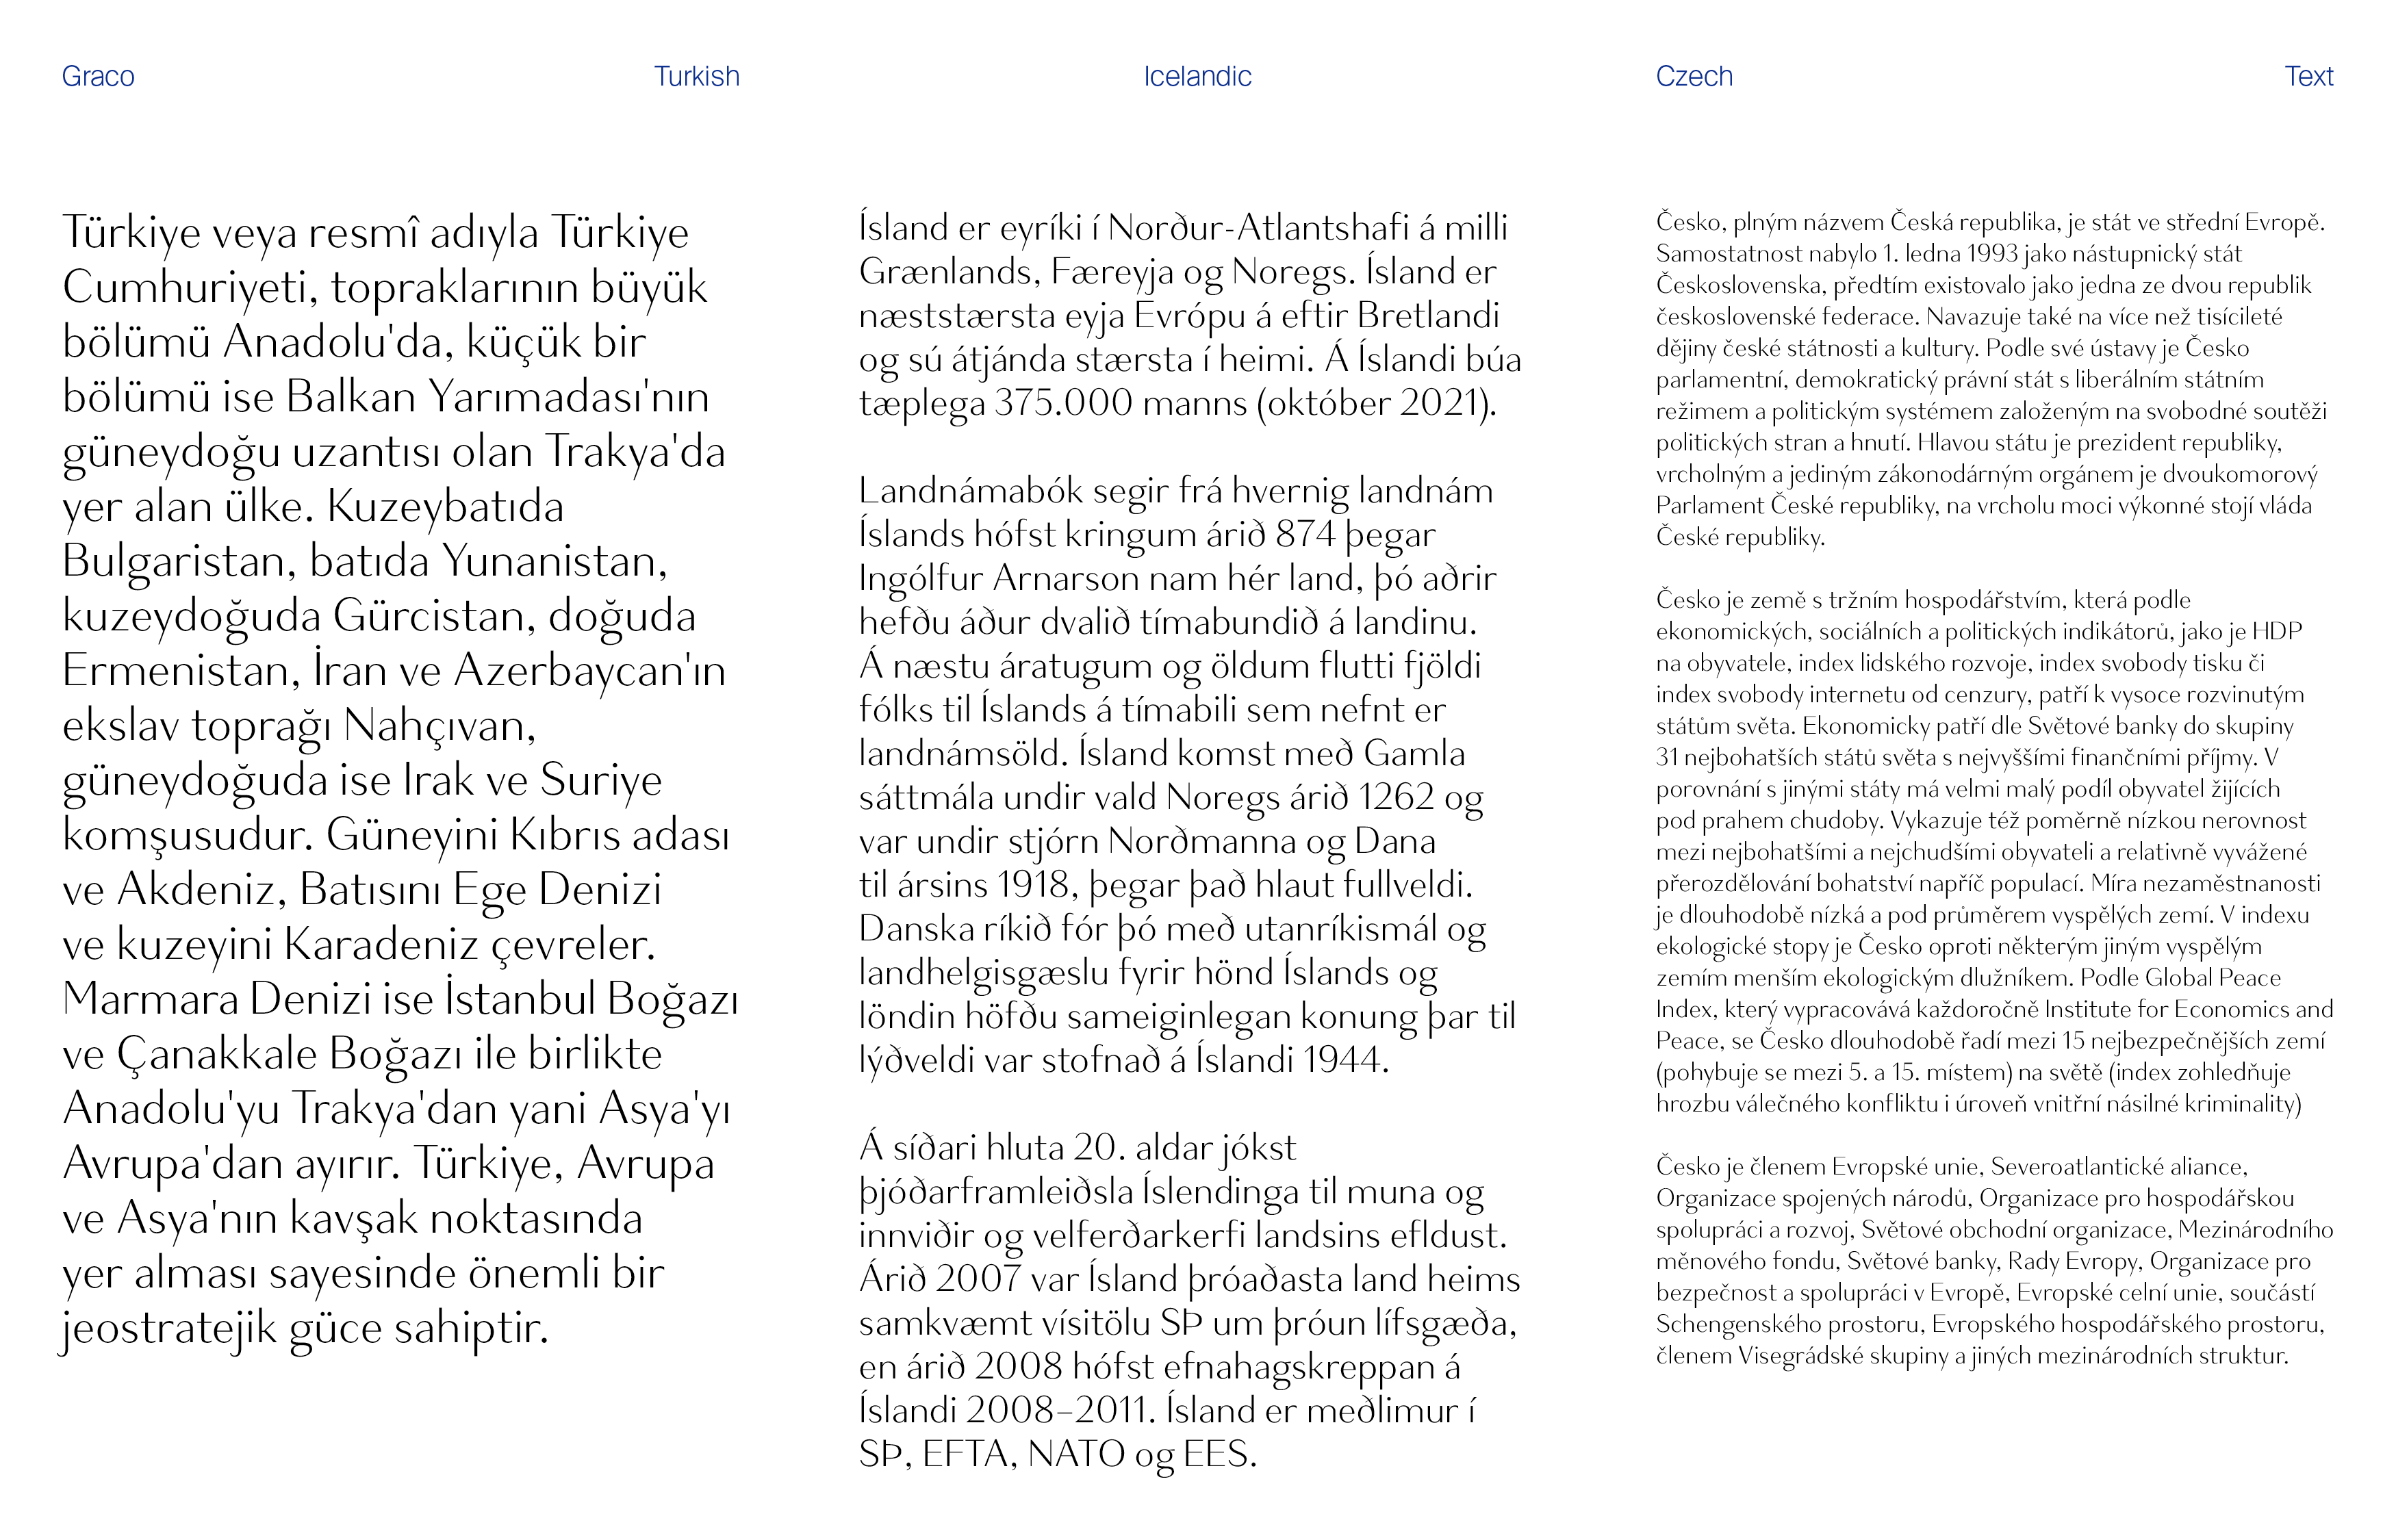 Graco
Turkish
Icelandic
Czech
Text
Türkiye veya resmî adıyla Türkiye
Cumhuriyeti, topraklarının büyük
bölümü Anadolu'da, küçük bir
bölümü ise Balkan Yarımadası'nın
güneydoğu uzantısı olan Trakya'da
yer alan ülke. Kuzeybatıda
Bulgaristan, batıda Yunanistan,
kuzeydoğuda Gürcistan, doğuda
Ermenistan, İran ve Azerbaycan'ın
ekslav toprağı Nahçıvan,
güneydoğuda ise Irak ve Suriye
komşusudur. Güneyini Kıbrıs adası
ve Akdeniz, Batısını Ege Denizi
ve kuzeyini Karadeniz çevreler.
Marmara Denizi ise İstanbul Boğazı
ve Çanakkale Boğazı ile birlikte
Anadolu'yu Trakya'dan yani Asya'yı
Avrupa'dan ayırır. Türkiye, Avrupa
ve Asya'nın kavşak noktasında
yer alması sayesinde önemli bir
jeostratejik güce sahiptir.
Ísland er eyríki í Norður-Atlantshafi á milli
Grænlands, Færeyja og Noregs. Ísland er
næststærsta eyja Evrópu á eftir Bretlandi
og sú átjánda stærsta í heimi. Á Íslandi búa
tæplega 375.000 manns (október 2021).
Landnámabók segir frá hvernig landnám
Íslands hófst kringum árið 874 þegar
Ingólfur Arnarson nam hér land, þó aðrir
hefðu áður dvalið tímabundið á landinu.
Á næstu áratugum og öldum flutti fjöldi
fólks til Íslands á tímabili sem nefnt er
landnámsöld. Ísland komst með Gamla
sáttmála undir vald Noregs árið 1262 og
var undir stjórn Norðmanna og Dana
til ársins 1918, þegar það hlaut fullveldi.
Danska ríkið fór þó með utanríkismál og
landhelgisgæslu fyrir hönd Íslands og
löndin höfðu sameiginlegan konung þar til
lýðveldi var stofnað á Íslandi 1944.
Á síðari hluta 20. aldar jókst
þjóðarframleiðsla Íslendinga til muna og
innviðir og velferðarkerfi landsins efldust.
Árið 2007 var Ísland þróaðasta land heims
samkvæmt vísitölu SÞ um þróun lífsgæða,
en árið 2008 hófst efnahagskreppan á
Íslandi 2008–2011. Ísland er meðlimur í
SÞ, EFTA, NATO og EES.
Česko, plným názvem Česká republika, je stát ve střední Evropě.
Samostatnost nabylo 1. ledna 1993 jako nástupnický stát
Československa, předtím existovalo jako jedna ze dvou republik
československé federace. Navazuje také na více než tisícileté
dějiny české státnosti a kultury. Podle své ústavy je Česko
parlamentní, demokratický právní stát s liberálním státním
režimem a politickým systémem založeným na svobodné soutěži
politických stran a hnutí. Hlavou státu je prezident republiky,
vrcholným a jediným zákonodárným orgánem je dvoukomorový
Parlament České republiky, na vrcholu moci výkonné stojí vláda
České republiky.
Česko je země s tržním hospodářstvím, která podle
ekonomických, sociálních a politických indikátorů, jako je HDP
na obyvatele, index lidského rozvoje, index svobody tisku či
index svobody internetu od cenzury, patří k vysoce rozvinutým
státům světa. Ekonomicky patří dle Světové banky do skupiny
31 nejbohatších států světa s nejvyššími finančními příjmy. V
porovnání s jinými státy má velmi malý podíl obyvatel žijících
pod prahem chudoby. Vykazuje též poměrně nízkou nerovnost
mezi nejbohatšími a nejchudšími obyvateli a relativně vyvážené
přerozdělování bohatství napříč populací. Míra nezaměstnanosti
je dlouhodobě nízká a pod průměrem vyspělých zemí. V indexu
ekologické stopy je Česko oproti některým jiným vyspělým
zemím menším ekologickým dlužníkem. Podle Global Peace
Index, který vypracovává každoročně Institute for Economics and
Peace, se Česko dlouhodobě řadí mezi 15 nejbezpečnějších zemí
(pohybuje se mezi 5. a 15. místem) na světě (index zohledňuje
hrozbu válečného konfliktu i úroveň vnitřní násilné kriminality)
Česko je členem Evropské unie, Severoatlantické aliance,
Organizace spojených národů, Organizace pro hospodářskou
spolupráci a rozvoj, Světové obchodní organizace, Mezinárodního
měnového fondu, Světové banky, Rady Evropy, Organizace pro
bezpečnost a spolupráci v Evropě, Evropské celní unie, součástí
Schengenského prostoru, Evropského hospodářského prostoru,
členem Visegrádské skupiny a jiných mezinárodních struktur.